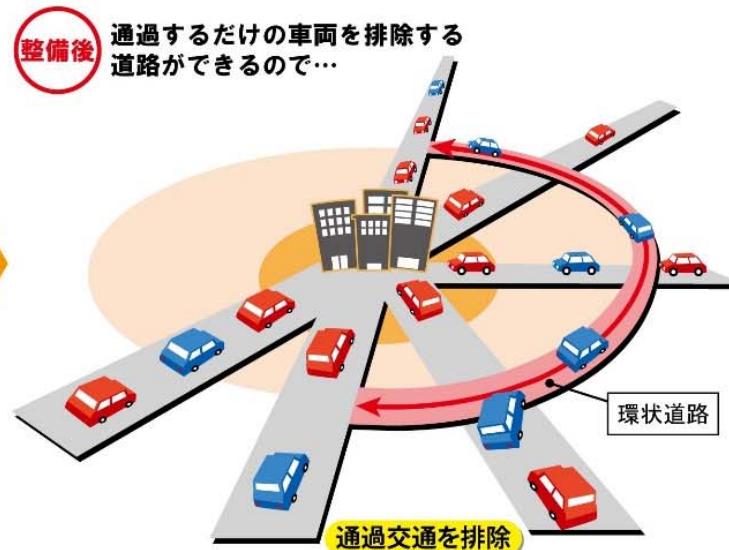 整備後
通過するだけの車両を排除する
道路ができるので…
環状道路
通過交通を排除